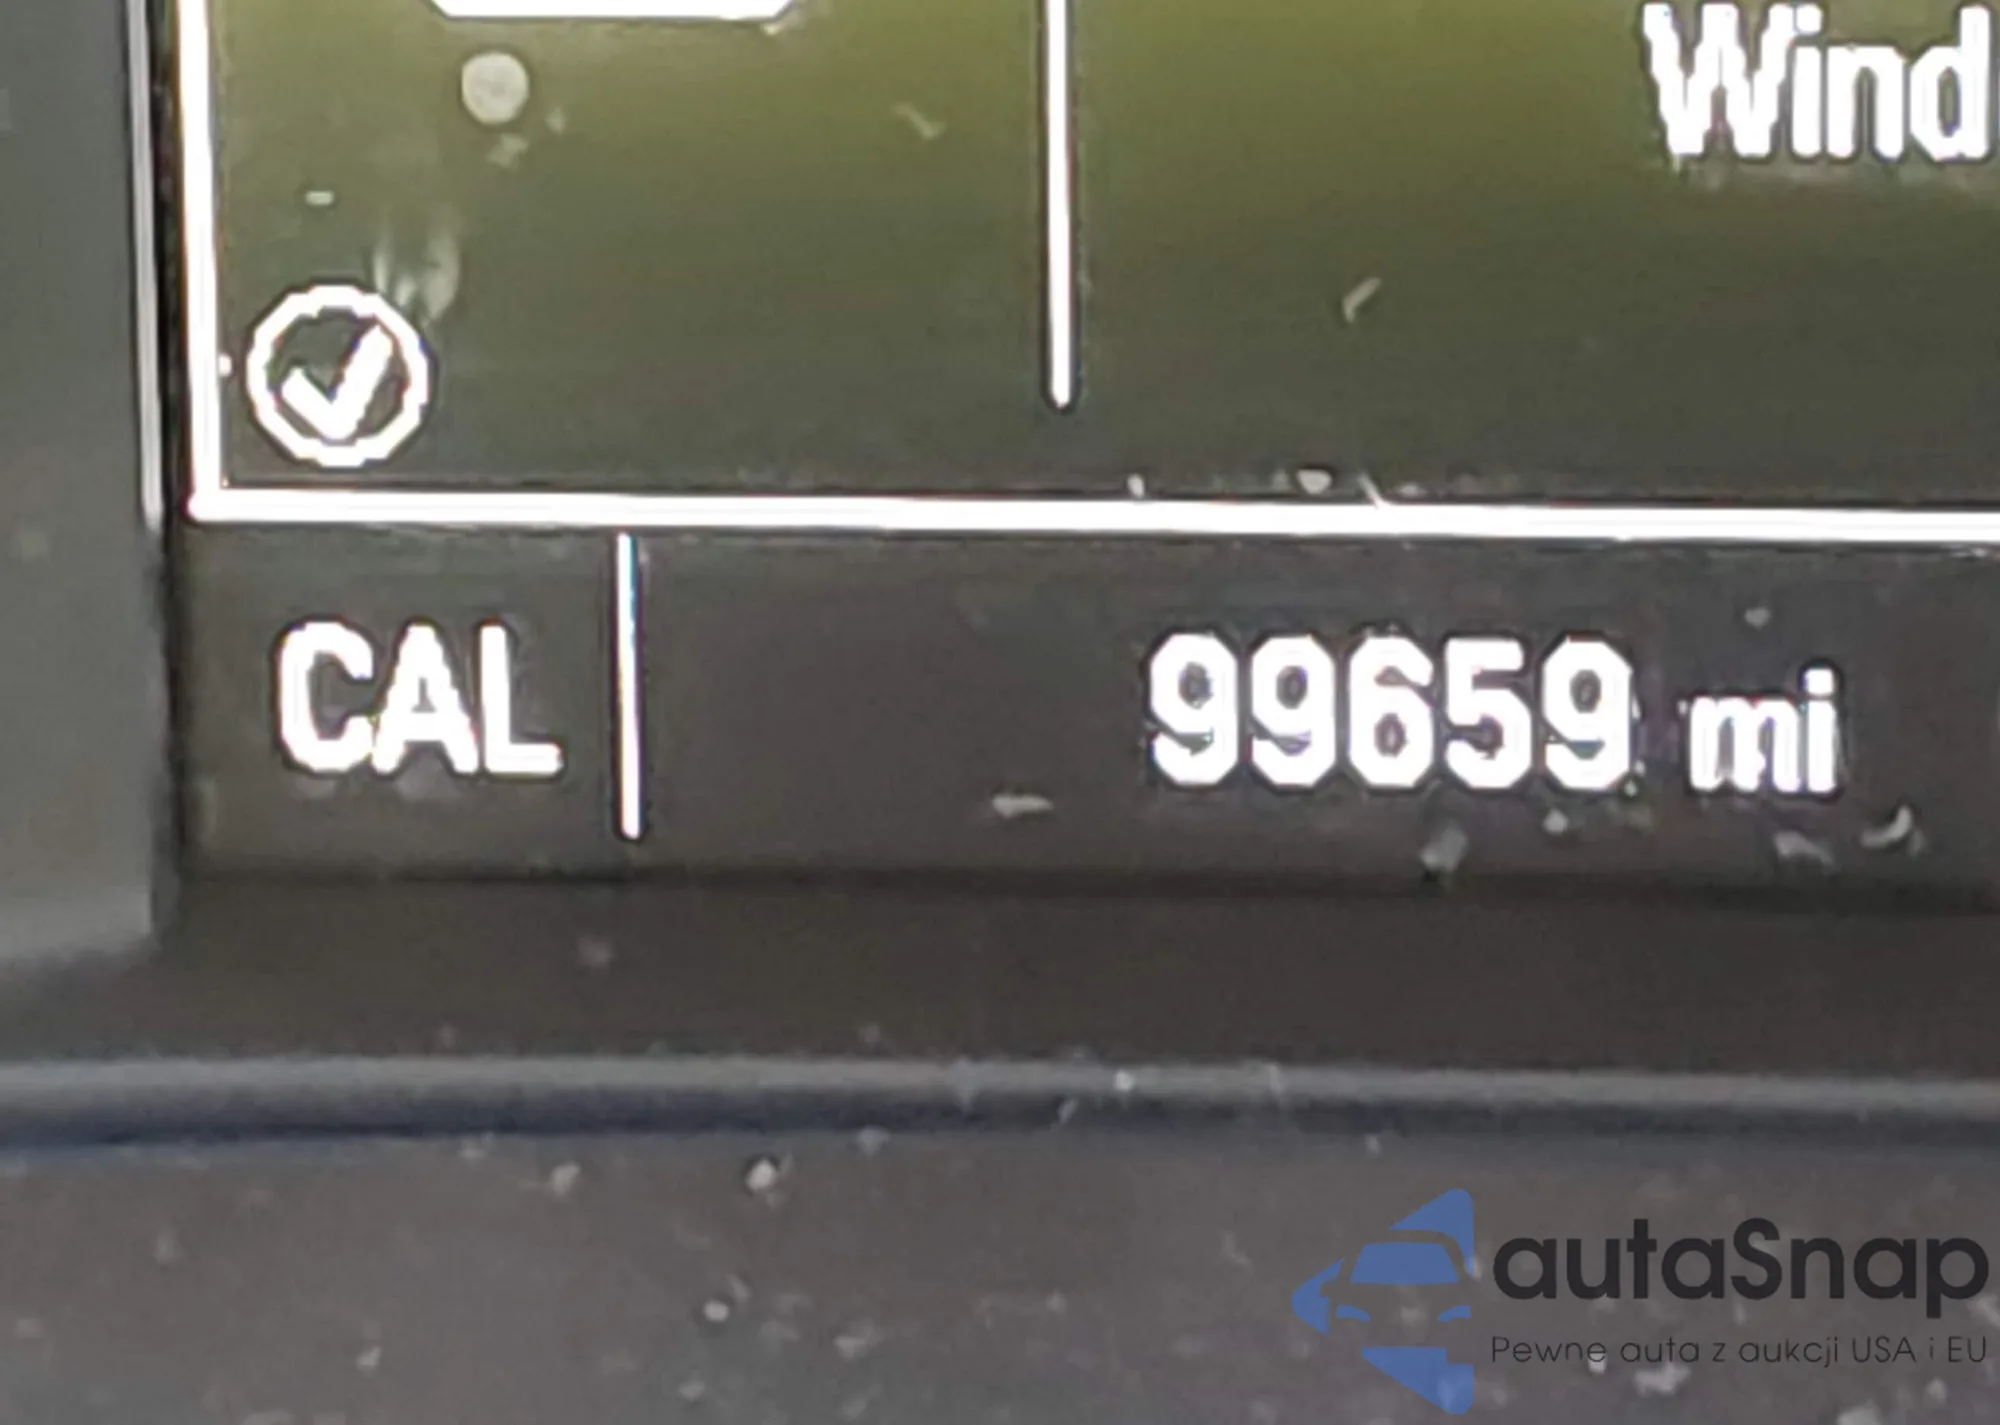 Wind
CAL 99659 mi
autaSnap
Pewne auta z aukcji USA i EU